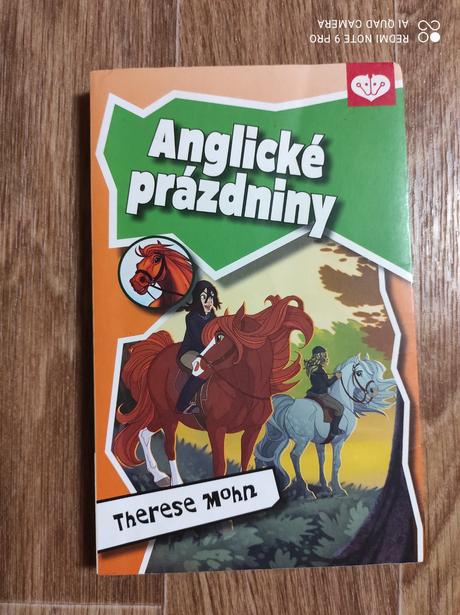 REDMI NOTE 9 PRO
AI QUAD CAMERA
Anglické
prázdniny
Therese Mohn